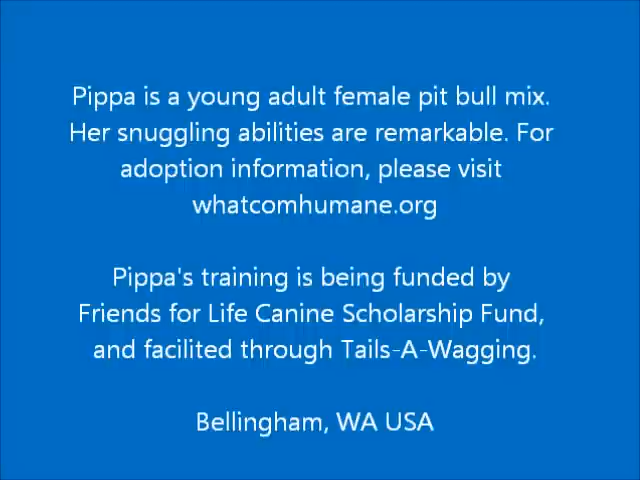 Pippa is a young adult female pit bull mix.
Her snuggling abilities are remarkable. For
adoption information, please visit
whatcomhumane.org
Pippa's training is being funded by
Friends for Life Canine Scholarship Fund,
and facilited through Tails-A-Wagging.
Bellingham, WA USA